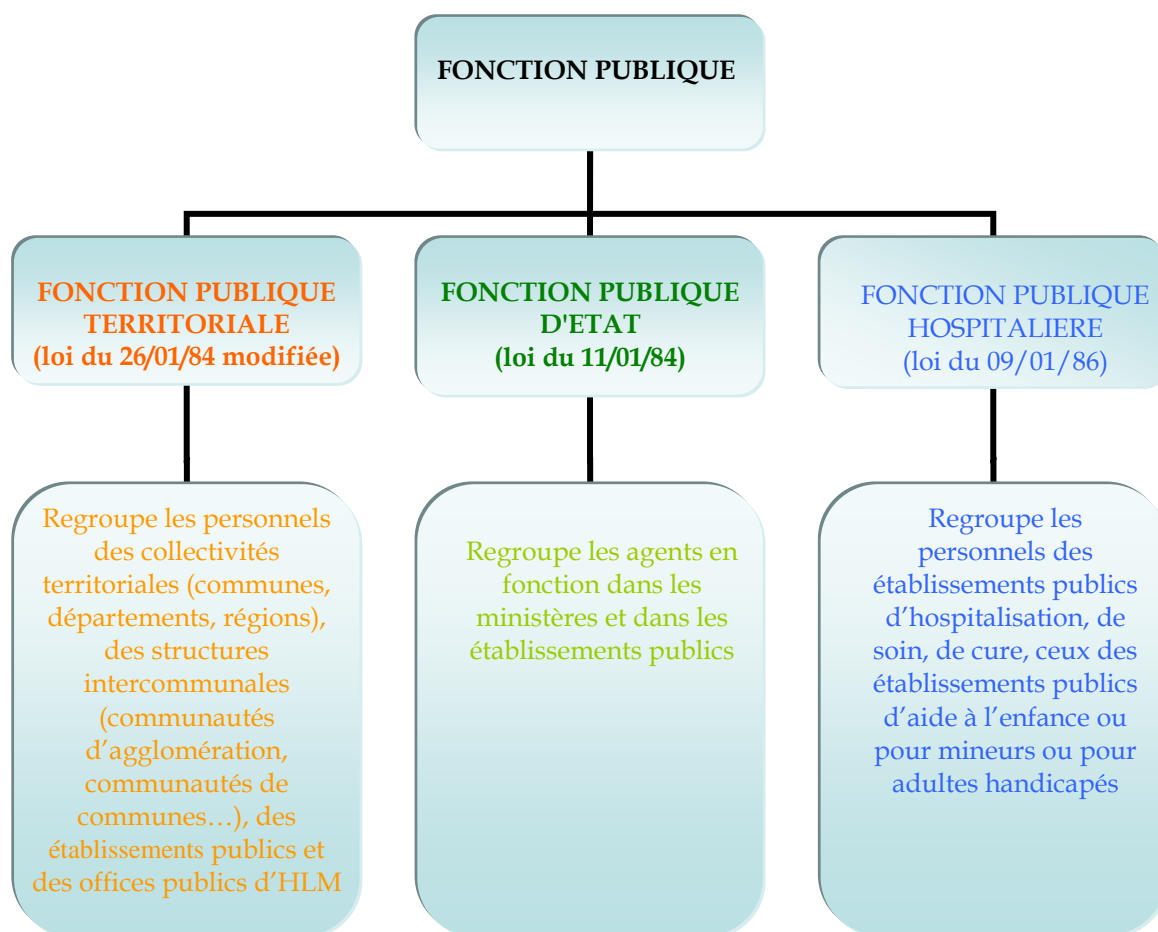 FONCTION PUBLIQUE
FONCTION PUBLIQUE
TERRITORIALE
(loi du 26/01/84 modifiée)
FONCTION PUBLIQUE
D'ETAT
(loi du 11/01/84)
FONCTION PUBLIQUE
HOSPITALIERE
(loi du 09/01/86)
Regroupe les personnels
des collectivités
territoriales (communes,
départements, régions),
des structures
intercommunales
(communautés
d’agglomération,
communautés de
communes…), des
établissements publics et
des offices publics d’HLM
Regroupe les agents en
fonction dans les
ministères et dans les
établissements publics
Regroupe les
personnels des
établissements publics
d’hospitalisation, de
soin, de cure, ceux des
établissements publics
d’aide à l’enfance ou
pour mineurs ou pour
adultes handicapés